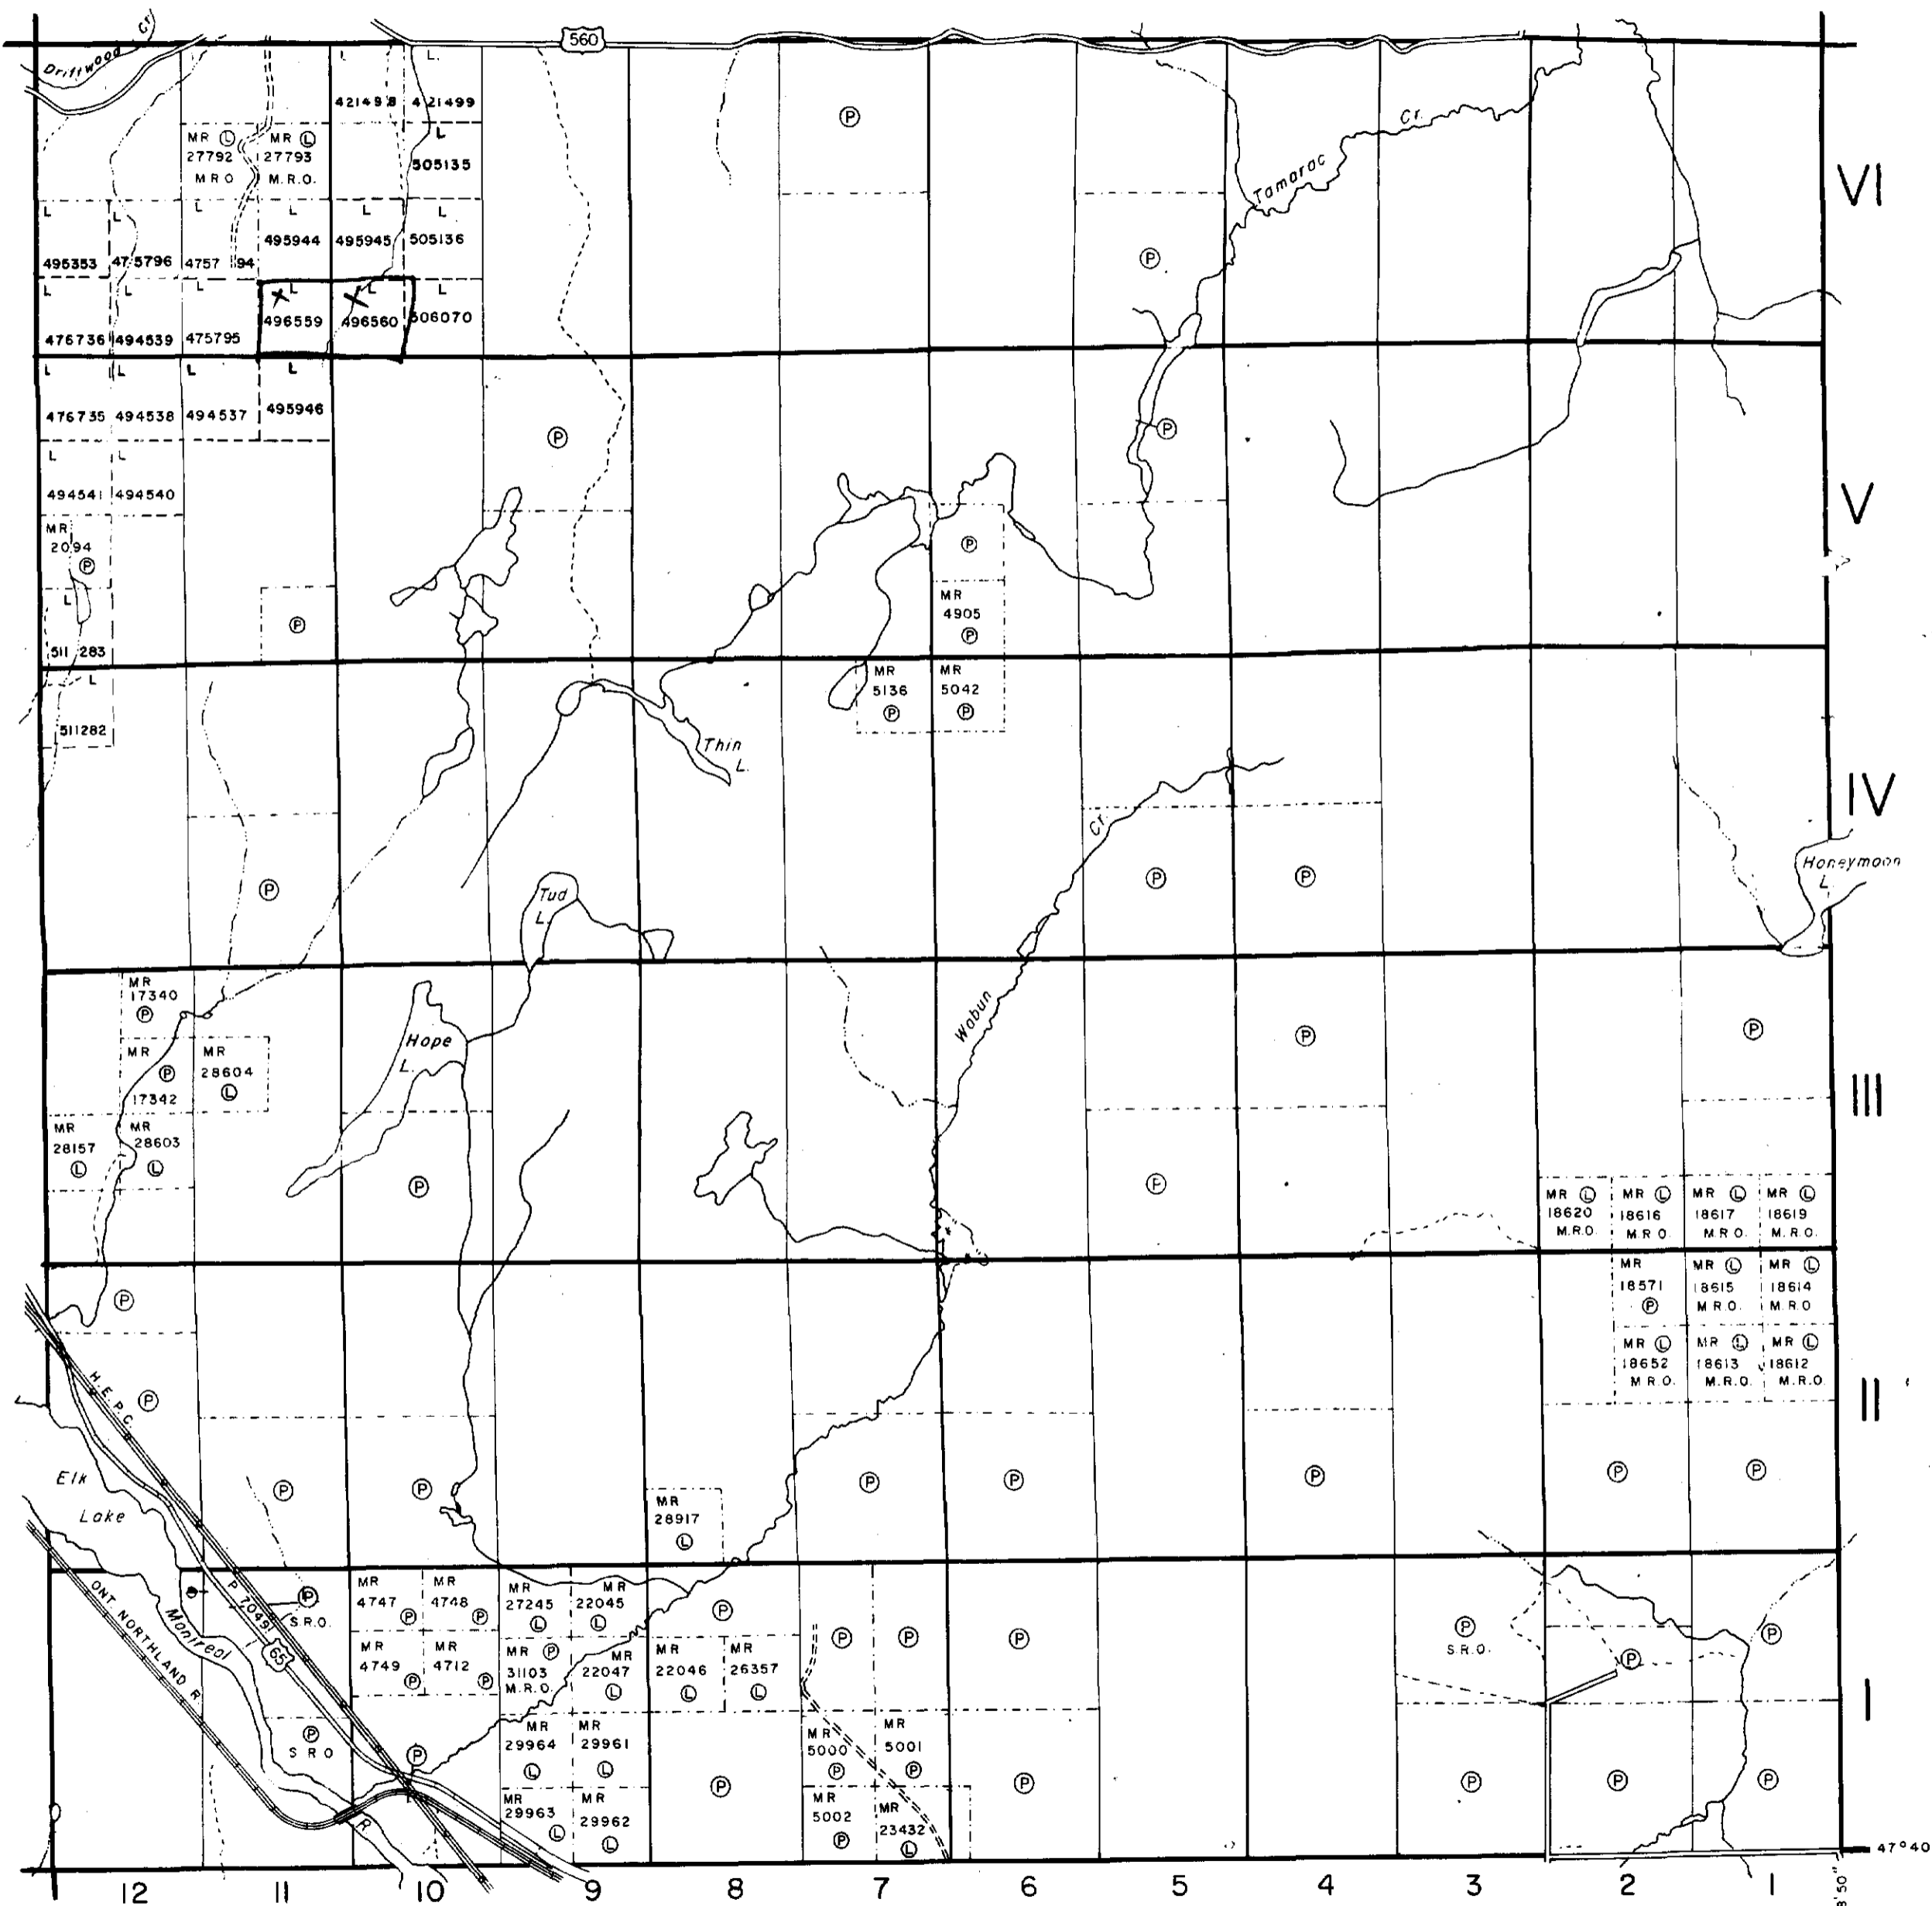 560
Driftwood Cr
L L.
421498 421499
MR Ⓛ MR Ⓛ
27792 27793
M R O M.R.O.
L
505135
Ⓟ
Cr.
Tamarac
VI
L L L L L L
495944 495945 505136
495353 475796 4757 94
Ⓟ
L L L X L X L L
496559 496560 506070
476736 494539 475795
L L L L
476735 494538 494537 495946
Ⓟ Ⓟ
L L
494541 494540
V
MR
2094
Ⓟ
Ⓟ
L
511 283
Ⓟ
MR
4905
Ⓟ
L
511282
MR MR
5136 5042
Ⓟ Ⓟ
Thin
L.
IV
Cr.
Honeymoon
L.
Ⓟ Ⓟ Ⓟ
Tud
L.
MR
17340
Ⓟ
Wabun
Ⓟ Ⓟ
Hope
L.
MR MR
Ⓟ 28604
17342 Ⓛ
III
MR MR
28157 28603
Ⓛ Ⓛ
Ⓟ Ⓟ
MR Ⓛ MR Ⓛ MR Ⓛ MR Ⓛ
18620 18616 18617 18619
M.R.O. M R O. M R O. M.R.O.
MR MR Ⓛ MR Ⓛ
18571 18615 18614
Ⓟ M R O. M R O
Ⓟ
MR Ⓛ MR Ⓛ MR Ⓛ
18652 18613 18612
M R O. M.R.O. M.R.O.
H.E.P.C.
Ⓟ
II
Elk
Lake
Ⓟ Ⓟ Ⓟ Ⓟ Ⓟ Ⓟ Ⓟ
MR
28917
Ⓛ
ONT. NORTHLAND R.
Montreal
R
P. 7049
65
Ⓟ
S.R.O.
MR MR MR MR
4747 4748 27245 22045
Ⓟ Ⓟ Ⓛ Ⓛ Ⓟ
MR MR MR Ⓟ MR MR MR
4749 4712 31103 22047 22046 26357
Ⓟ Ⓟ M.R.O. Ⓛ Ⓛ Ⓛ
Ⓟ Ⓟ Ⓟ
Ⓟ
S.R.O.
Ⓟ Ⓟ
I
Ⓟ
S R O
Ⓟ
MR MR MR MR
29964 29961 5000 5001
Ⓛ Ⓛ Ⓟ Ⓟ
Ⓟ Ⓟ Ⓟ Ⓟ Ⓟ
MR MR MR MR
29963 29962 5002 23432
Ⓛ Ⓛ Ⓟ Ⓛ
47°40
12 11 10 9 8 7 6 5 4 3 2 1